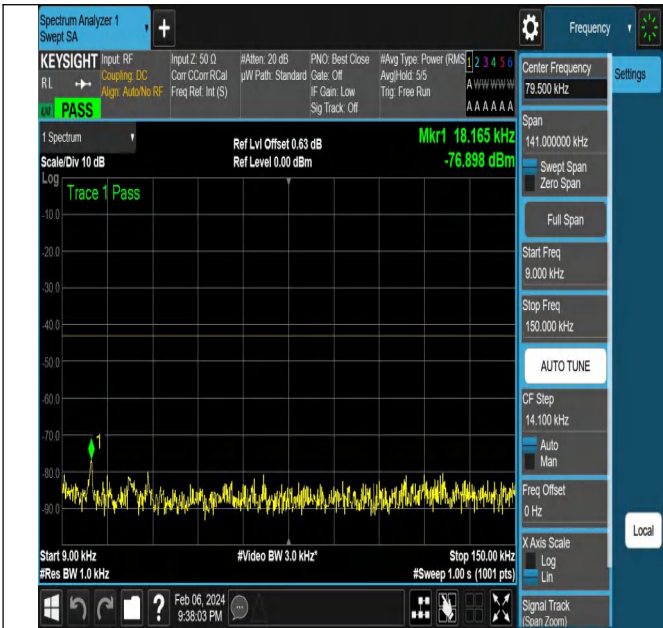 Spectrum Analyzer 1
Swept SA
+
Frequency
KEYSIGHT
RL
PASS
Input: RF
Coupling: DC
Align: Auto/No RF
Input Z: 50 Ω
Corr CCorr RCal
Freq Ref: Int (S)
#Atten: 20 dB
µW Path: Standard
PNO: Best Close
Gate: Off
IF Gain: Low
Sig Track: Off
#Avg Type: Power (RMS
Avg|Hold: 5/5
Trig: Free Run
1 2 3 4 5 6
A W W W W W
A A A A A A
1 Spectrum
Scale/Div 10 dB
Ref Lvl Offset 0.63 dB
Ref Level 0.00 dBm
Mkr1 18.165 kHz
-76.898 dBm
Log
Trace 1 Pass
-10.0
-20.0
-30.0
-40.0
-50.0
-60.0
-70.0
-80.0
-90.0
1
Start 9.00 kHz
#Res BW 1.0 kHz
#Video BW 3.0 kHz*
Stop 150.00 kHz
#Sweep 1.00 s (1001 pts)
?
Feb 06, 2024
9:38:03 PM
Center Frequency
79.500 kHz
Span
141.000000 kHz
Swept Span
Zero Span
Full Span
Start Freq
9.000 kHz
Stop Freq
150.000 kHz
AUTO TUNE
CF Step
14.100 kHz
Auto
Man
Freq Offset
0 Hz
X Axis Scale
Log
Lin
Signal Track
(Span Zoom)
Settings
Local